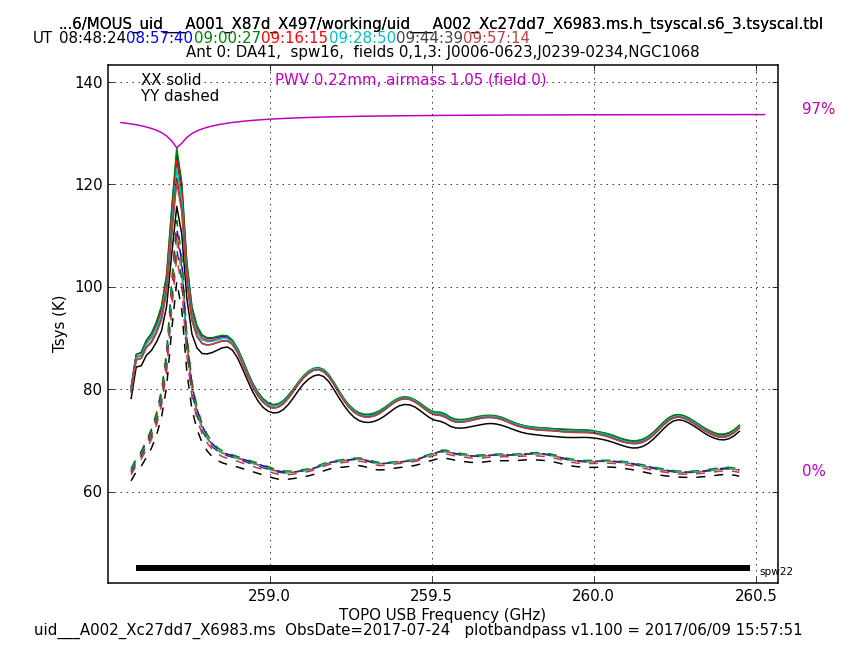 ...6/MOUS_uid___A001_X87d_X497/working/uid___A002_Xc27dd7_X6983.ms.h_tsyscal.s6_3.tsyscal.tbl
UT 08:48:24 08:57:40 09:00:27 09:16:15 09:28:50 09:44:39 09:57:14
Ant 0: DA41, spw16, fields 0,1,3: J0006-0623,J0239-0234,NGC1068
XX solid
YY dashed
PWV 0.22mm, airmass 1.05 (field 0)
97%
0%
140
120
100
80
60
Tsys (K)
spw22
259.0 259.5 260.0 260.5
TOPO USB Frequency (GHz)
uid___A002_Xc27dd7_X6983.ms ObsDate=2017-07-24 plotbandpass v1.100 = 2017/06/09 15:57:51